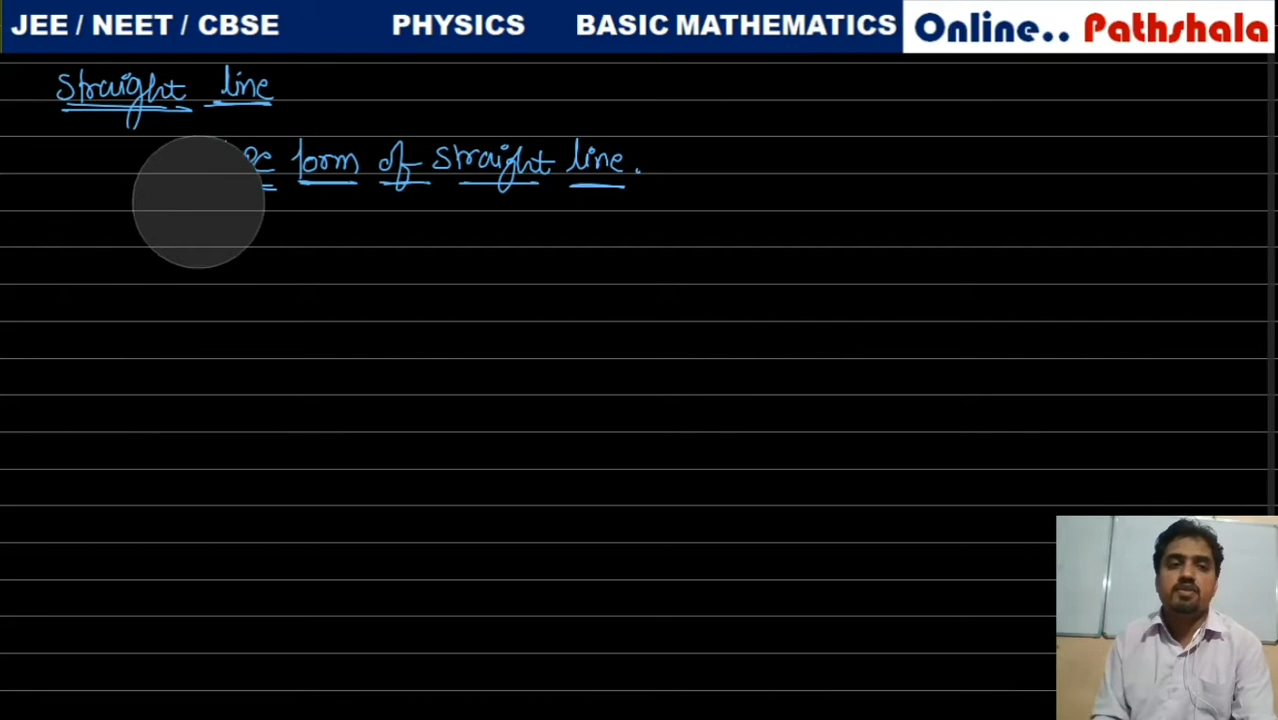 JEE / NEET / CBSE PHYSICS BASIC MATHEMATICS Online.. Pathshala
Straight line
form of straight line.